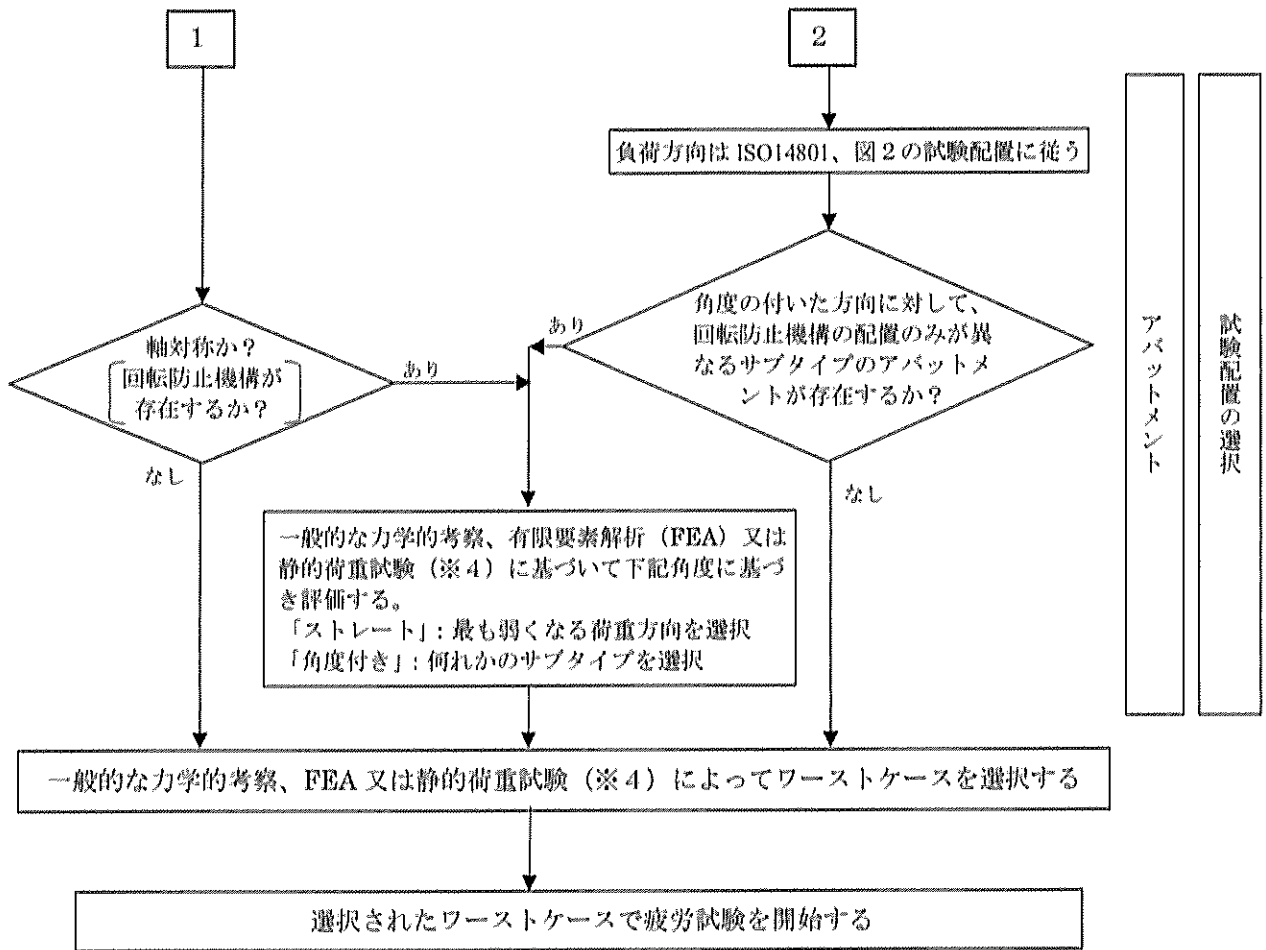 1
2
負荷方向は ISO14801、図2の試験配置に従う
軸対称か？
回転防止機構が
存在するか？
あり
なし
角度の付いた方向に対して、
回転防止機構の配置のみが異
なるサブタイプのアバットメ
ントが存在するか？
あり
なし
一般的な力学的考察、有限要素解析（FEA）又は
静的荷重試験（※４）に基づいて下記角度に基づ
き評価する。
「ストレート」：最も弱くなる荷重方向を選択
「角度付き」：何れかのサブタイプを選択
一般的な力学的考察、FEA 又は静的荷重試験（※４）によってワーストケースを選択する
選択されたワーストケースで疲労試験を開始する
アバットメント
試験配置の選択